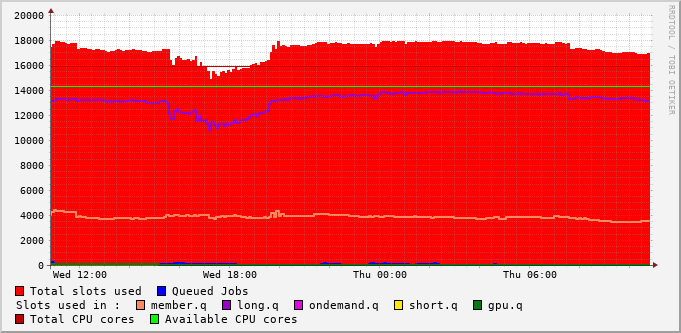 20000
18000
16000
14000
12000
10000
8000
6000
4000
2000
0
Wed 12:00 Wed 18:00 Thu 00:00 Thu 06:00
RRDTOOL / TOBI OETIKER
Total slots used Queued Jobs
Slots used in : member.q long.q ondemand.q short.q gpu.q
Total CPU cores Available CPU cores